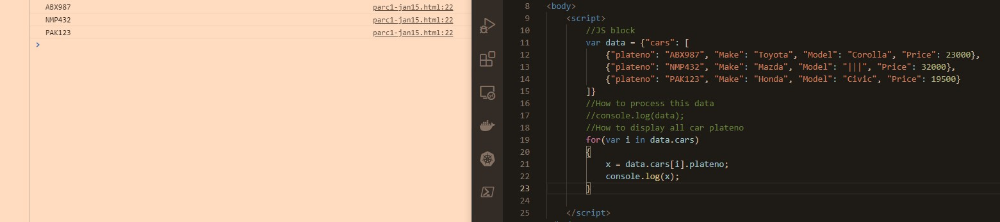 ABX987 parc1-jan15.html:22
NMP432 parc1-jan15.html:22
PAK123 parc1-jan15.html:22
>
8 <body>
9 <script>
10 //JS block
11 var data = {"cars": [
12 {"plateno": "ABX987", "Make": "Toyota", "Model": "Corolla", "Price": 23000},
13 {"plateno": "NMP432", "Make": "Mazda", "Model": "|||", "Price": 32000},
14 {"plateno": "PAK123", "Make": "Honda", "Model": "Civic", "Price": 19500}
15 ]}
16 //How to process this data
17 //console.log(data);
18 //How to display all car plateno
19 for(var i in data.cars)
20 {
21 x = data.cars[i].plateno;
22 console.log(x);
23 }
24
25 </script>